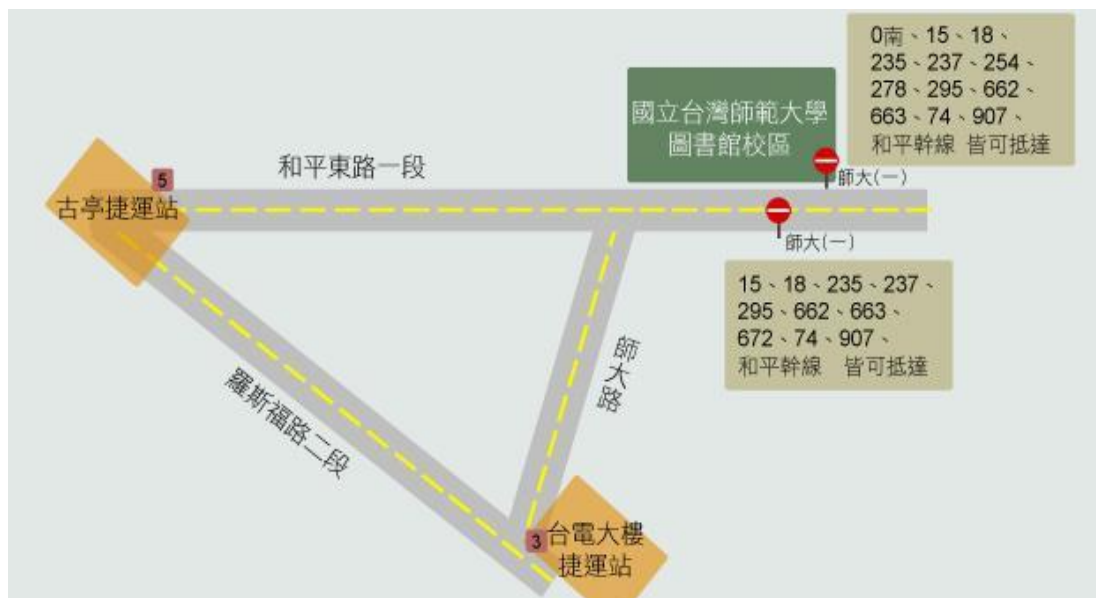 0南、15、18、
235、237、254、
278、295、662、
663、74、907、
和平幹線 皆可抵達
國立台灣師範大學
圖書館校區
和平東路一段
5
師大(一)
古亭捷運站
師大(一)
15、18、235、237、
295、662、663、
672、74、907、
和平幹線 皆可抵達
師大路
羅斯福路二段
3
台電大樓
捷運站